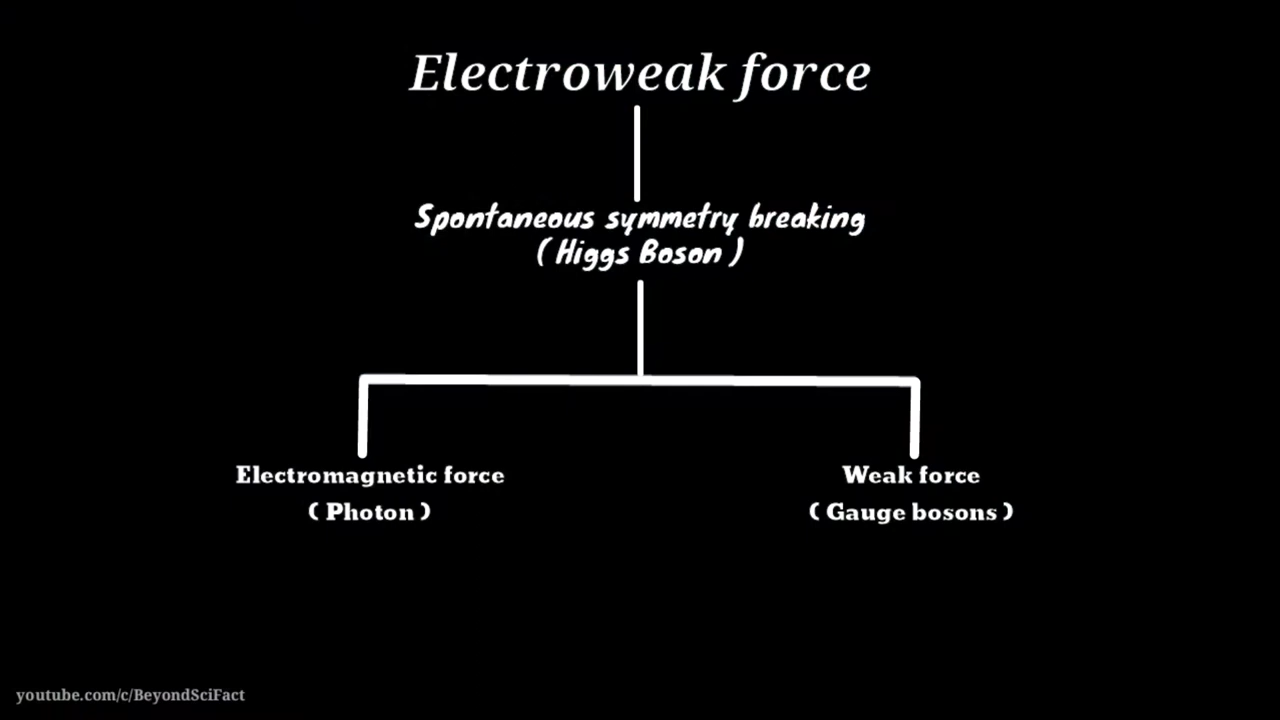 Electroweak force
Spontaneous symmetry breaking
( Higgs Boson )
Electromagnetic force
( Photon )
Weak force
( Gauge bosons )
youtube.com/c/BeyondSciFact